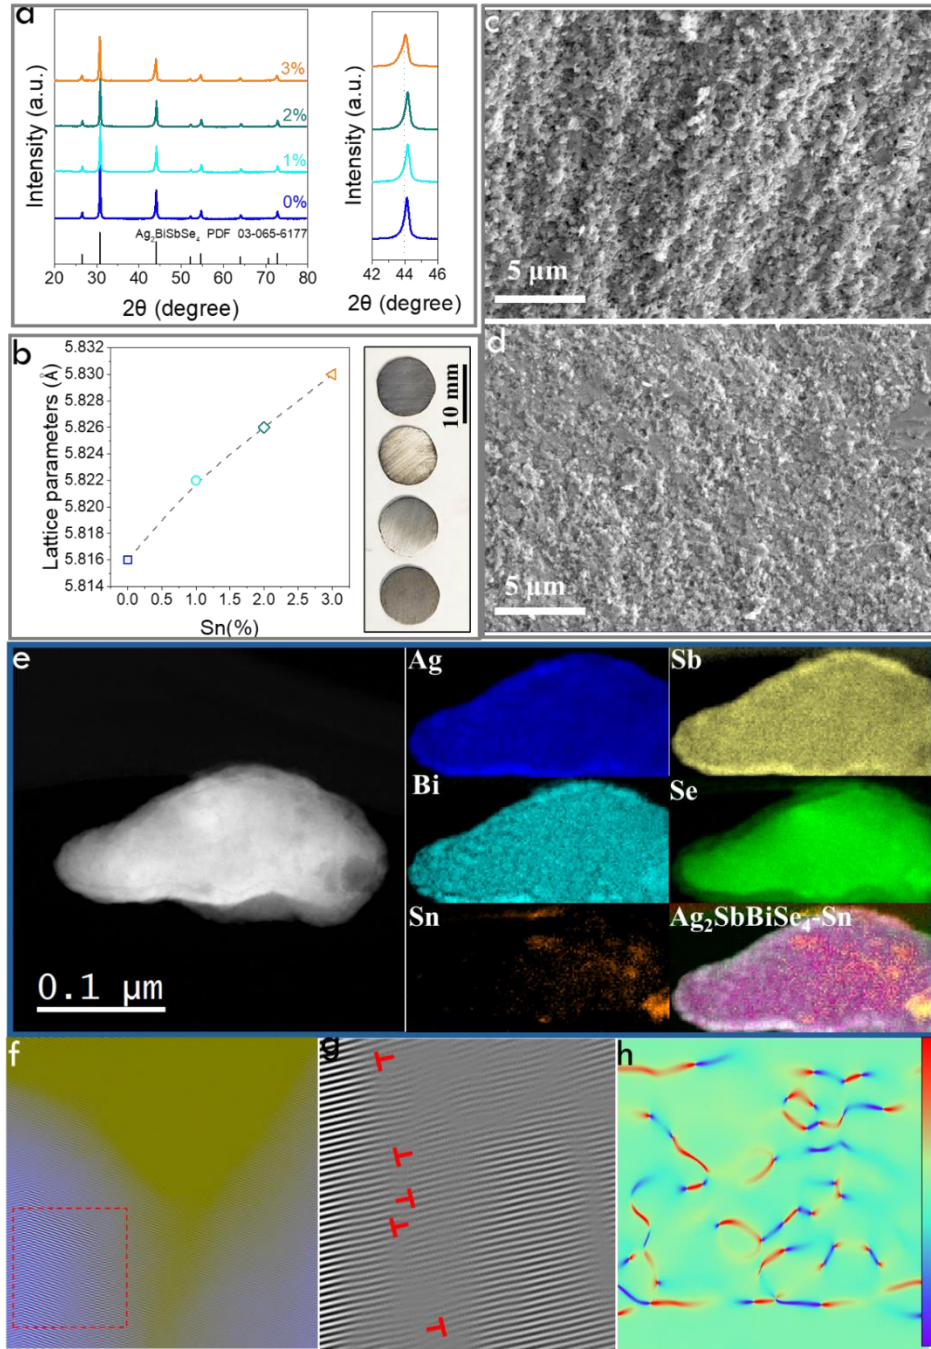 a
Intensity (a.u.)
3%
2%
1%
0%
Ag₂BiSbSe₄ PDF 03-065-6177
20 30 40 50 60 70 80
2θ (degree)
Intensity (a.u.)
42 44 46
2θ (degree)
b
Lattice parameters (Å)
5.832
5.830
5.828
5.826
5.824
5.822
5.820
5.818
5.816
5.814
0.0 0.5 1.0 1.5 2.0 2.5 3.0
Sn(%)
10 mm
c
5 μm
d
5 μm
e
0.1 μm
Ag
Sb
Bi
Se
Sn
Ag₂SbBiSe₄-Sn
f
g
h